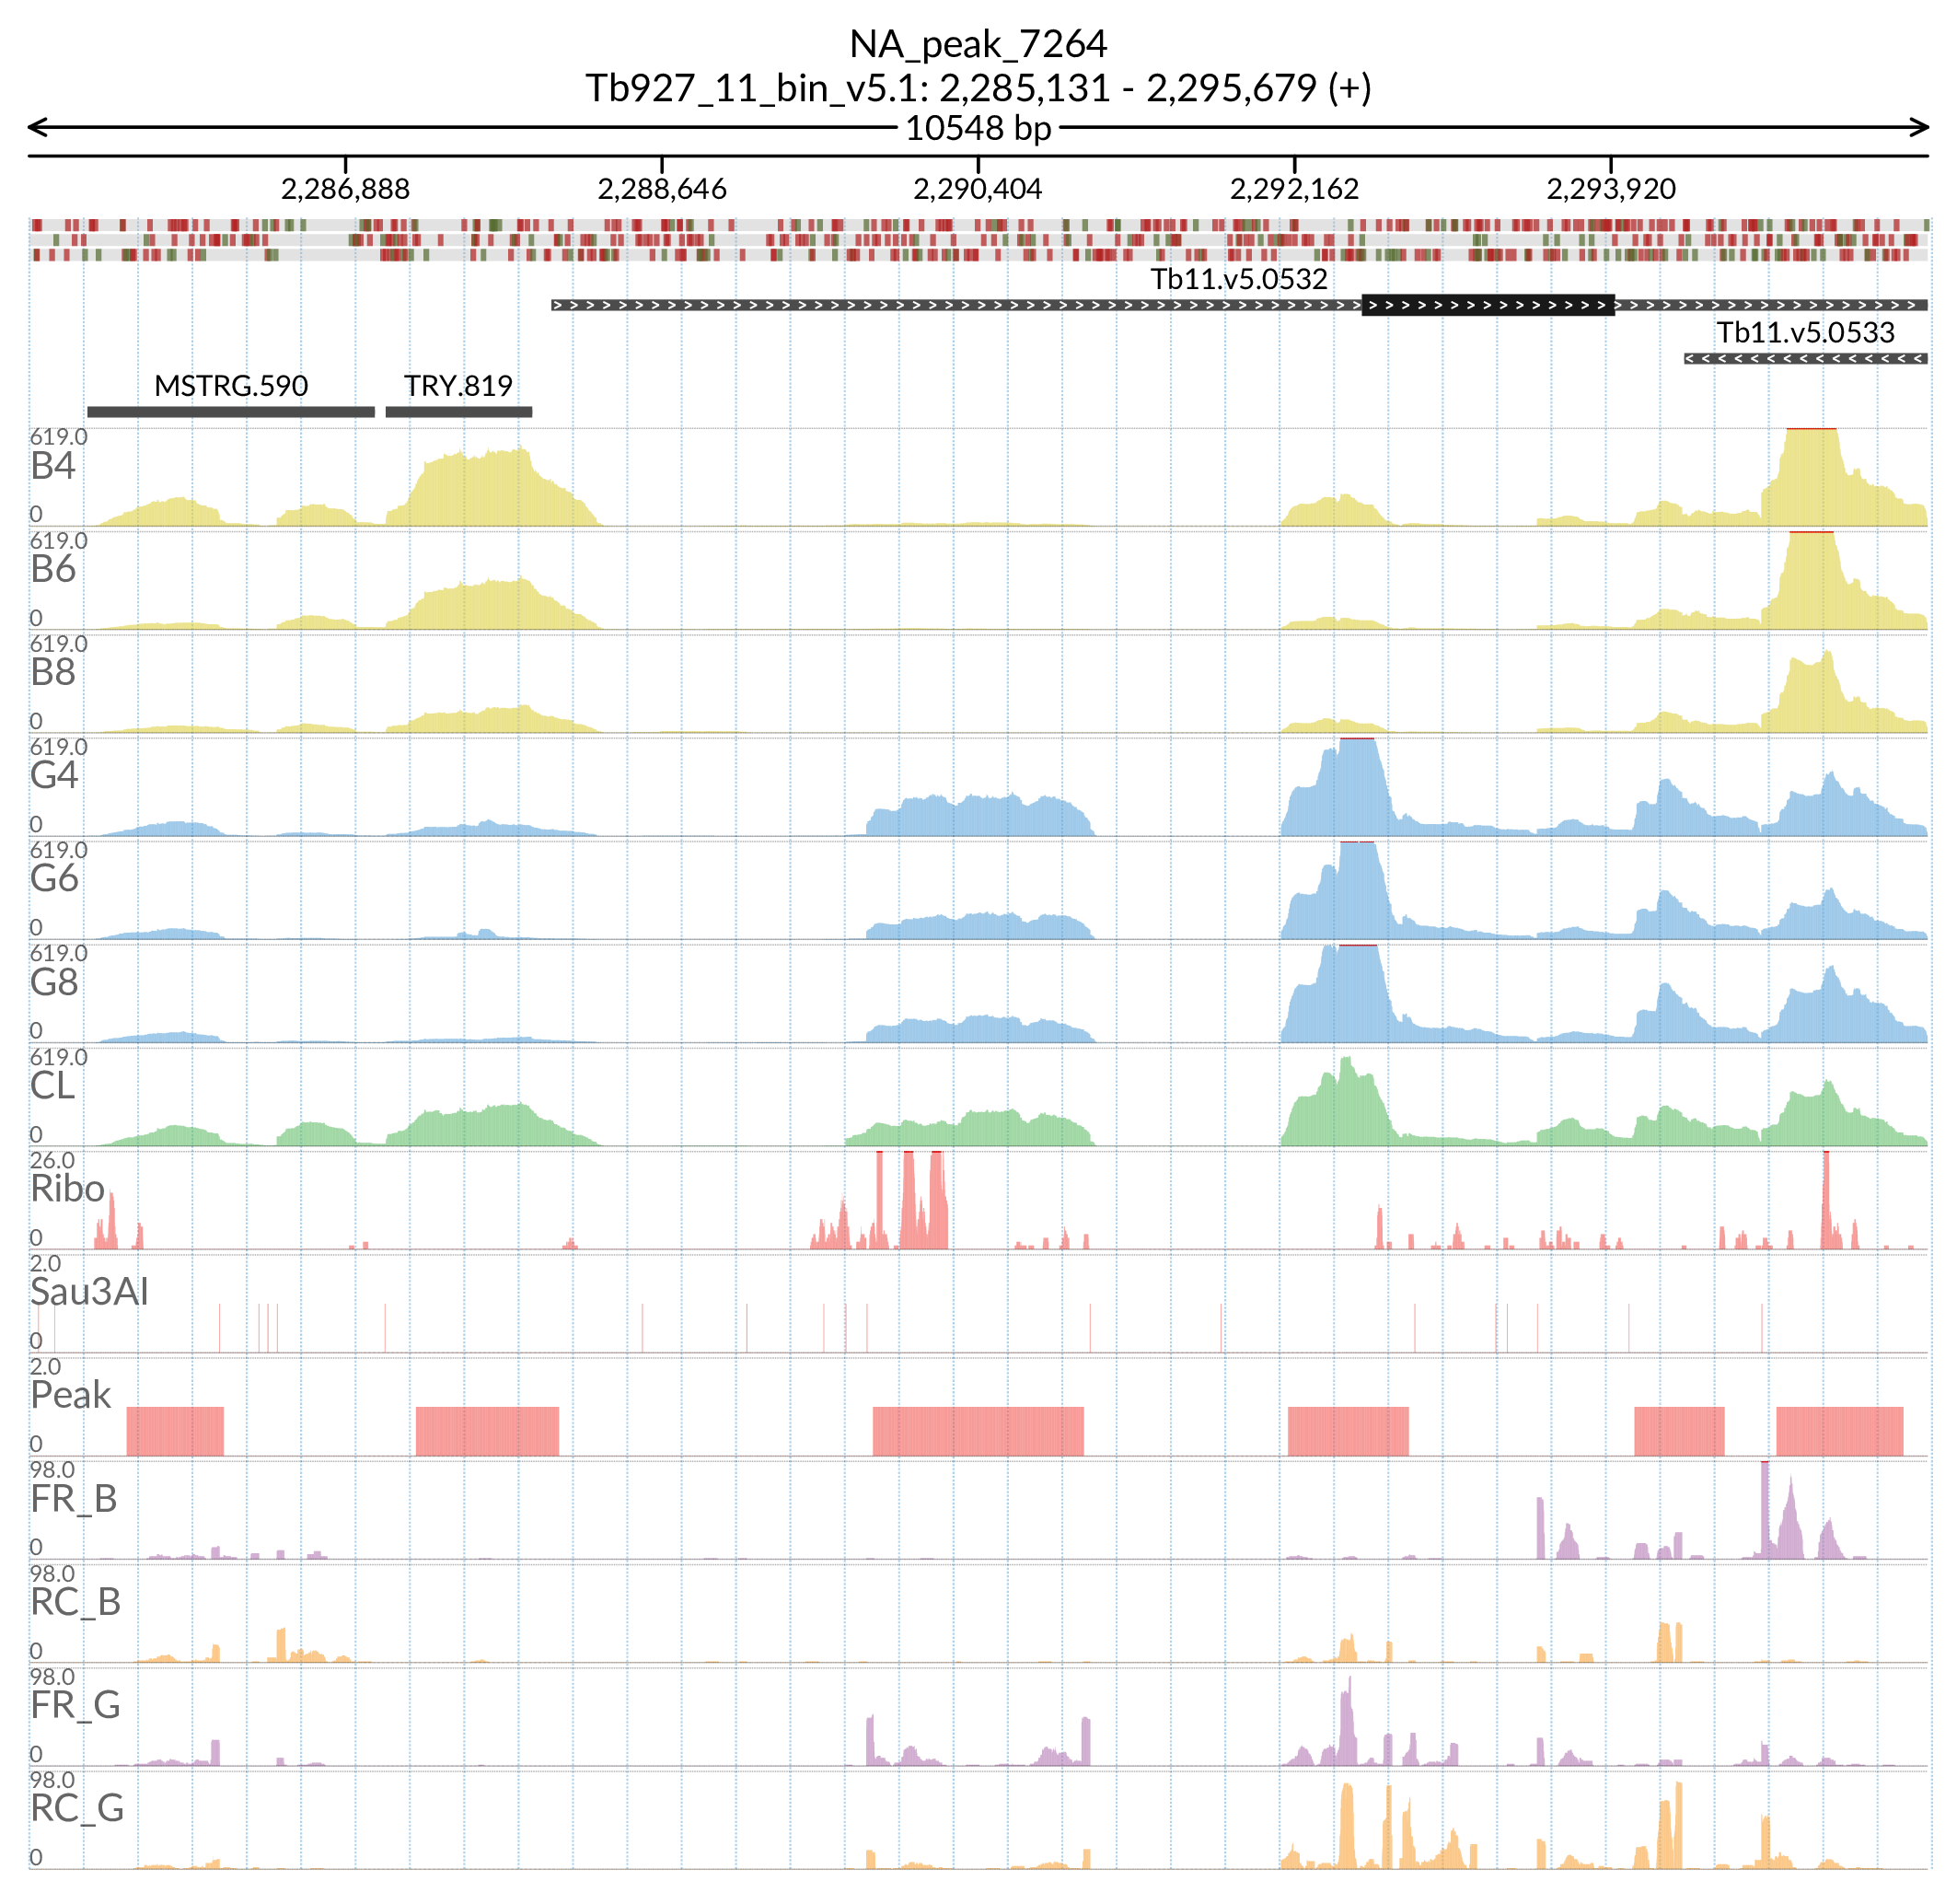 NA_peak_7264
Tb927_11_bin_v5.1: 2,285,131 - 2,295,679 (+)
10548 bp
2,286,888 2,288,646 2,290,404 2,292,162 2,293,920
Tb11.v5.0532
Tb11.v5.0533
MSTRG.590 TRY.819
619.0
B4
0
619.0
B6
0
619.0
B8
0
619.0
G4
0
619.0
G6
0
619.0
G8
0
619.0
CL
0
26.0
Ribo
0
2.0
Sau3AI
0
2.0
Peak
0
98.0
FR_B
0
98.0
RC_B
0
98.0
FR_G
0
98.0
RC_G
0